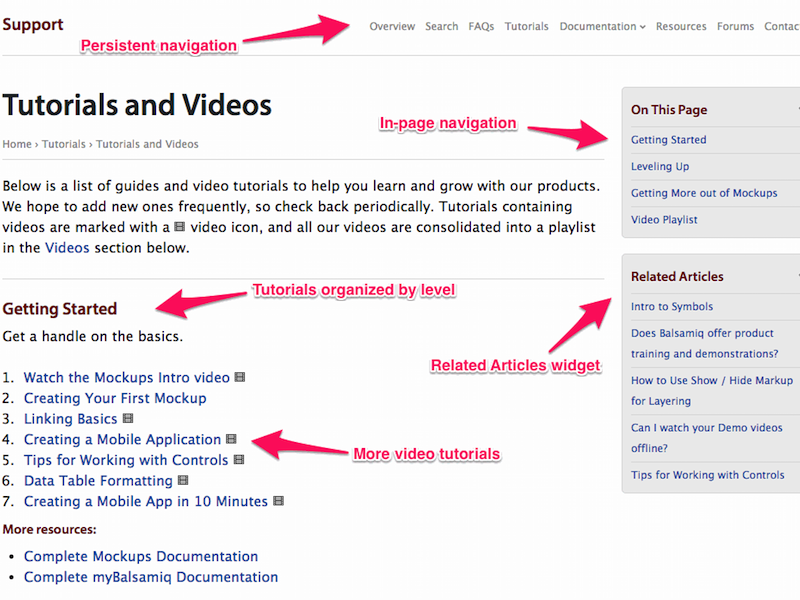 Support
Overview Search FAQs Tutorials Documentation Resources Forums Contac
Persistent navigation
Tutorials and Videos
Home › Tutorials › Tutorials and Videos
In-page navigation
Below is a list of guides and video tutorials to help you learn and grow with our products.
We hope to add new ones frequently, so check back periodically. Tutorials containing
videos are marked with a video icon, and all our videos are consolidated into a playlist
in the Videos section below.
Tutorials organized by level
Getting Started
Get a handle on the basics.
1. Watch the Mockups Intro video
2. Creating Your First Mockup
3. Linking Basics
4. Creating a Mobile Application
5. Tips for Working with Controls
6. Data Table Formatting
7. Creating a Mobile App in 10 Minutes
More video tutorials
More resources:
• Complete Mockups Documentation
• Complete myBalsamiq Documentation
On This Page
Getting Started
Leveling Up
Getting More out of Mockups
Video Playlist
Related Articles widget
Related Articles
Intro to Symbols
Does Balsamiq offer product
training and demonstrations?
How to Use Show / Hide Markup
for Layering
Can I watch your Demo videos
offline?
Tips for Working with Controls